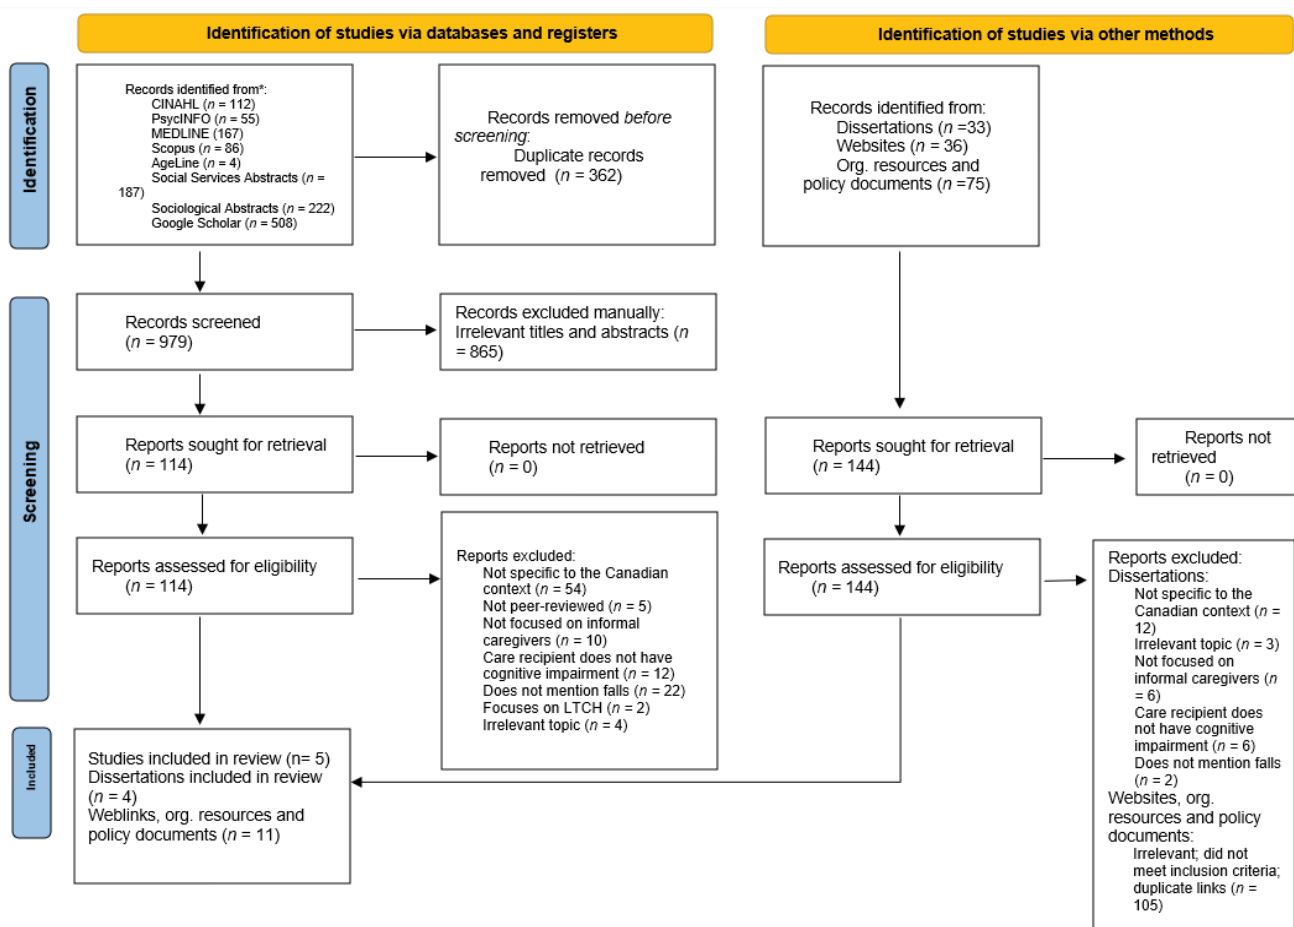 Identification of studies via databases and registers
Identification of studies via other methods
Identification
Records identified from*:
CINAHL (n = 112)
PsycINFO (n = 55)
MEDLINE (167)
Scopus (n = 86)
AgeLine (n = 4)
Social Services Abstracts (n =
187)
Sociological Abstracts (n = 222)
Google Scholar (n = 508)
Records removed before
screening:
Duplicate records
removed (n = 362)
Records identified from:
Dissertations (n =33)
Websites (n = 36)
Org. resources and
policy documents (n =75)
Screening
Records screened
(n = 979)
Records excluded manually:
Irrelevant titles and abstracts (n
= 865)
Reports sought for retrieval
(n = 114)
Reports not retrieved
(n = 0)
Reports sought for retrieval
(n = 144)
Reports not
retrieved
(n = 0)
Reports assessed for eligibility
(n = 114)
Reports excluded:
Not specific to the Canadian
context (n = 54)
Not peer-reviewed (n = 5)
Not focused on informal
caregivers (n = 10)
Care recipient does not have
cognitive impairment (n = 12)
Does not mention falls (n = 22)
Focuses on LTCH (n = 2)
Irrelevant topic (n = 4)
Reports assessed for eligibility
(n = 144)
Reports excluded:
Dissertations:
Not specific to the
Canadian context (n =
12)
Irrelevant topic (n = 3)
Not focused on
informal caregivers (n
= 6)
Care recipient does
not have cognitive
impairment (n = 6)
Does not mention falls
(n = 2)
Websites, org.
resources and policy
documents:
Irrelevant; did not
meet inclusion criteria;
duplicate links (n =
105)
Included
Studies included in review (n= 5)
Dissertations included in review
(n = 4)
Weblinks, org. resources and
policy documents (n = 11)